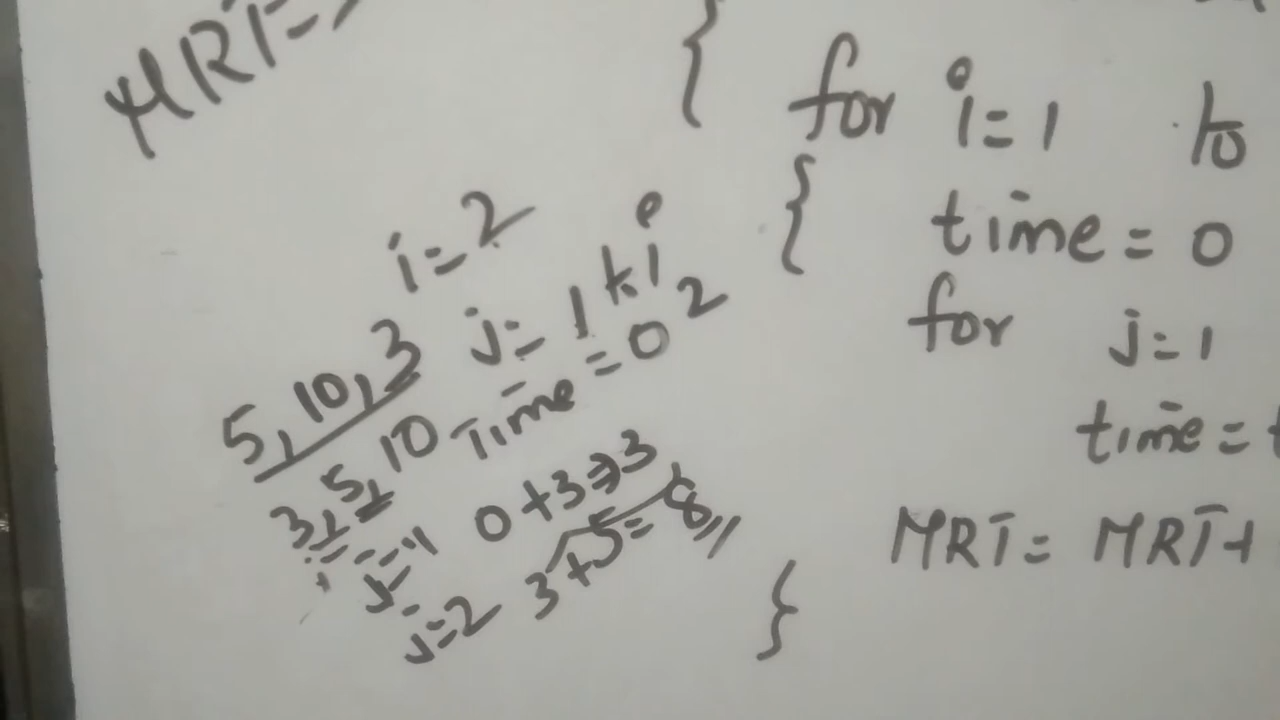 MRT=
{ for i=1 to
{ time = 0
for j=1
time =
MRT = MRT+
}
i=2
j= 1 to i
2
5, 10, 3
Time = 0
3, 5, 10
j=1 0+3⇒3
j=2 3+5= 8